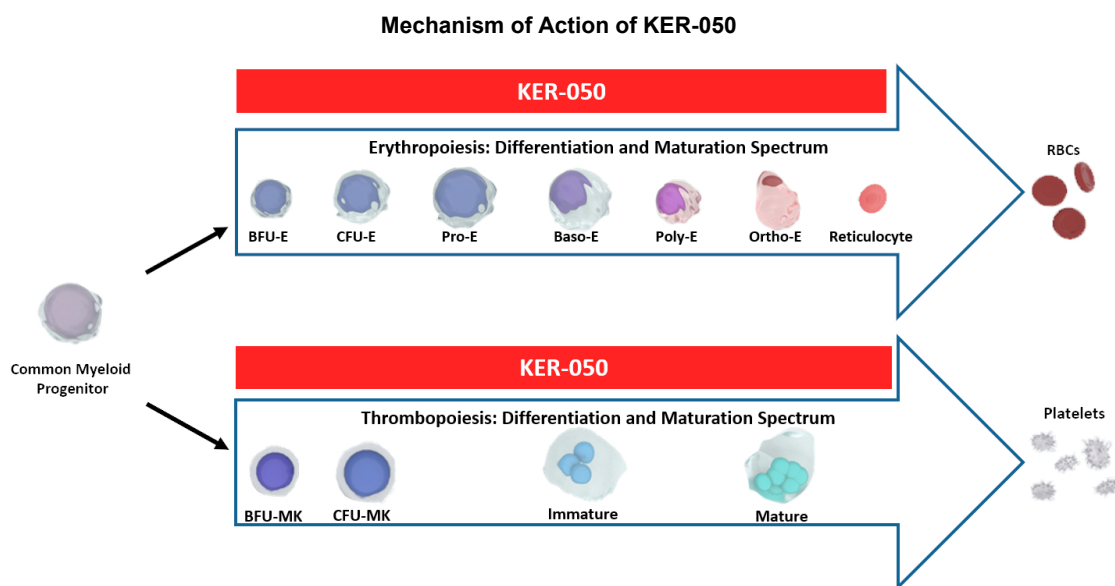 Mechanism of Action of KER-050
KER-050
Erythropoiesis: Differentiation and Maturation Spectrum
BFU-E
CFU-E
Pro-E
Baso-E
Poly-E
Ortho-E
Reticulocyte
RBCs
Common Myeloid
Progenitor
KER-050
Thrombopoiesis: Differentiation and Maturation Spectrum
BFU-MK
CFU-MK
Immature
Mature
Platelets